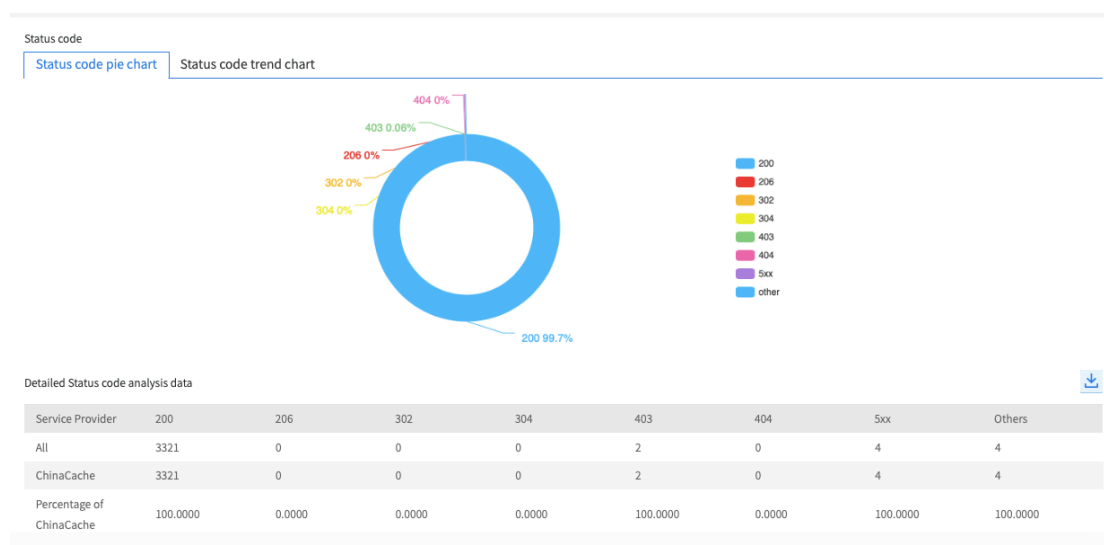 Status code
Status code pie chart Status code trend chart
404 0%
403 0.06%
206 0%
302 0%
304 0%
200 99.7%
200
206
302
304
403
404
5xx
other
Detailed Status code analysis data
Service Provider 200 206 302 304 403 404 5xx Others
All 3321 0 0 0 2 0 4 4
ChinaCache 3321 0 0 0 2 0 4 4
Percentage of
ChinaCache 100.0000 0.0000 0.0000 0.0000 100.0000 0.0000 100.0000 100.0000